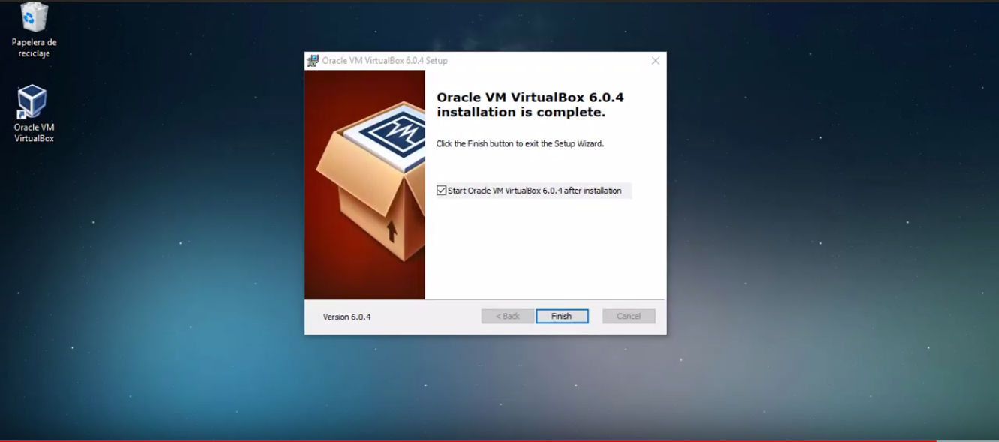 Papelera de
reciclaje
Oracle VM
VirtualBox
Oracle VM VirtualBox 6.0.4 Setup
Oracle VM VirtualBox 6.0.4
installation is complete.
Click the Finish button to exit the Setup Wizard.
Start Oracle VM VirtualBox 6.0.4 after installation
Version 6.0.4
< Back
Finish
Cancel